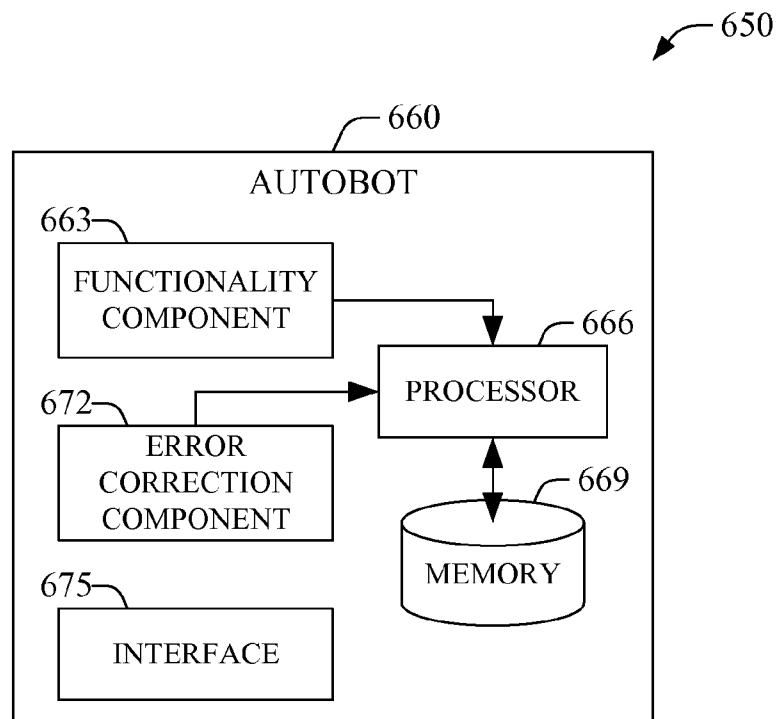 650
660
AUTOBOT
663
FUNCTIONALITY
COMPONENT
666
PROCESSOR
672
ERROR
CORRECTION
COMPONENT
669
MEMORY
675
INTERFACE